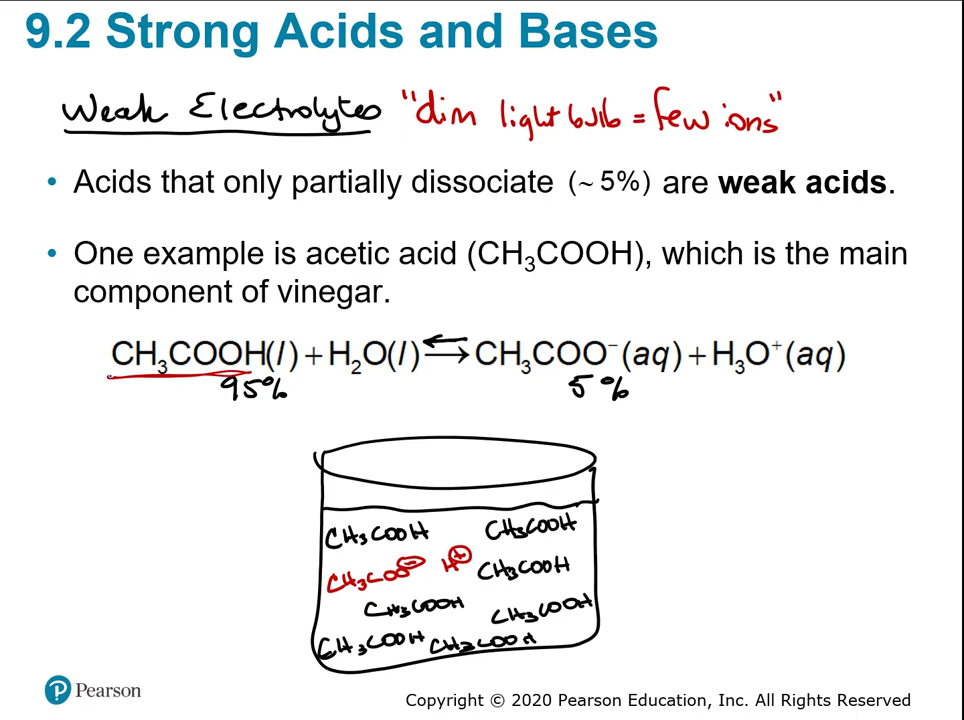 9.2 Strong Acids and Bases
Weak Electrolytes "dim light bulb = few ions"
• Acids that only partially dissociate (~ 5%) are weak acids.
• One example is acetic acid (CH₃COOH), which is the main
component of vinegar.
CH₃COOH(l) + H₂O(l) ⇄ CH₃COO⁻(aq) + H₃O⁺(aq)
95% 5%
CH₃COOH CH₃COOH
CH₃COO⁻ H⁺ CH₃COOH
CH₃COOH CH₃COOH
CH₃COOH CH₃COOH
P Pearson
Copyright © 2020 Pearson Education, Inc. All Rights Reserved